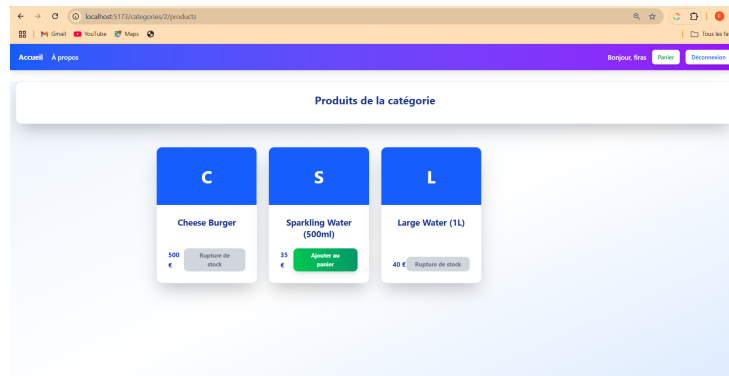 localhost:5173/categories/2/products
F
Gmail YouTube Maps Tous les fa
Accueil À propos Bonjour, firas Panier Déconnexion
Produits de la catégorie
C S L
Cheese Burger
Sparkling Water
(500ml)
Large Water (1L)
500
€
Rupture de
stock
35
€
Ajouter au
panier
40 € Rupture de stock